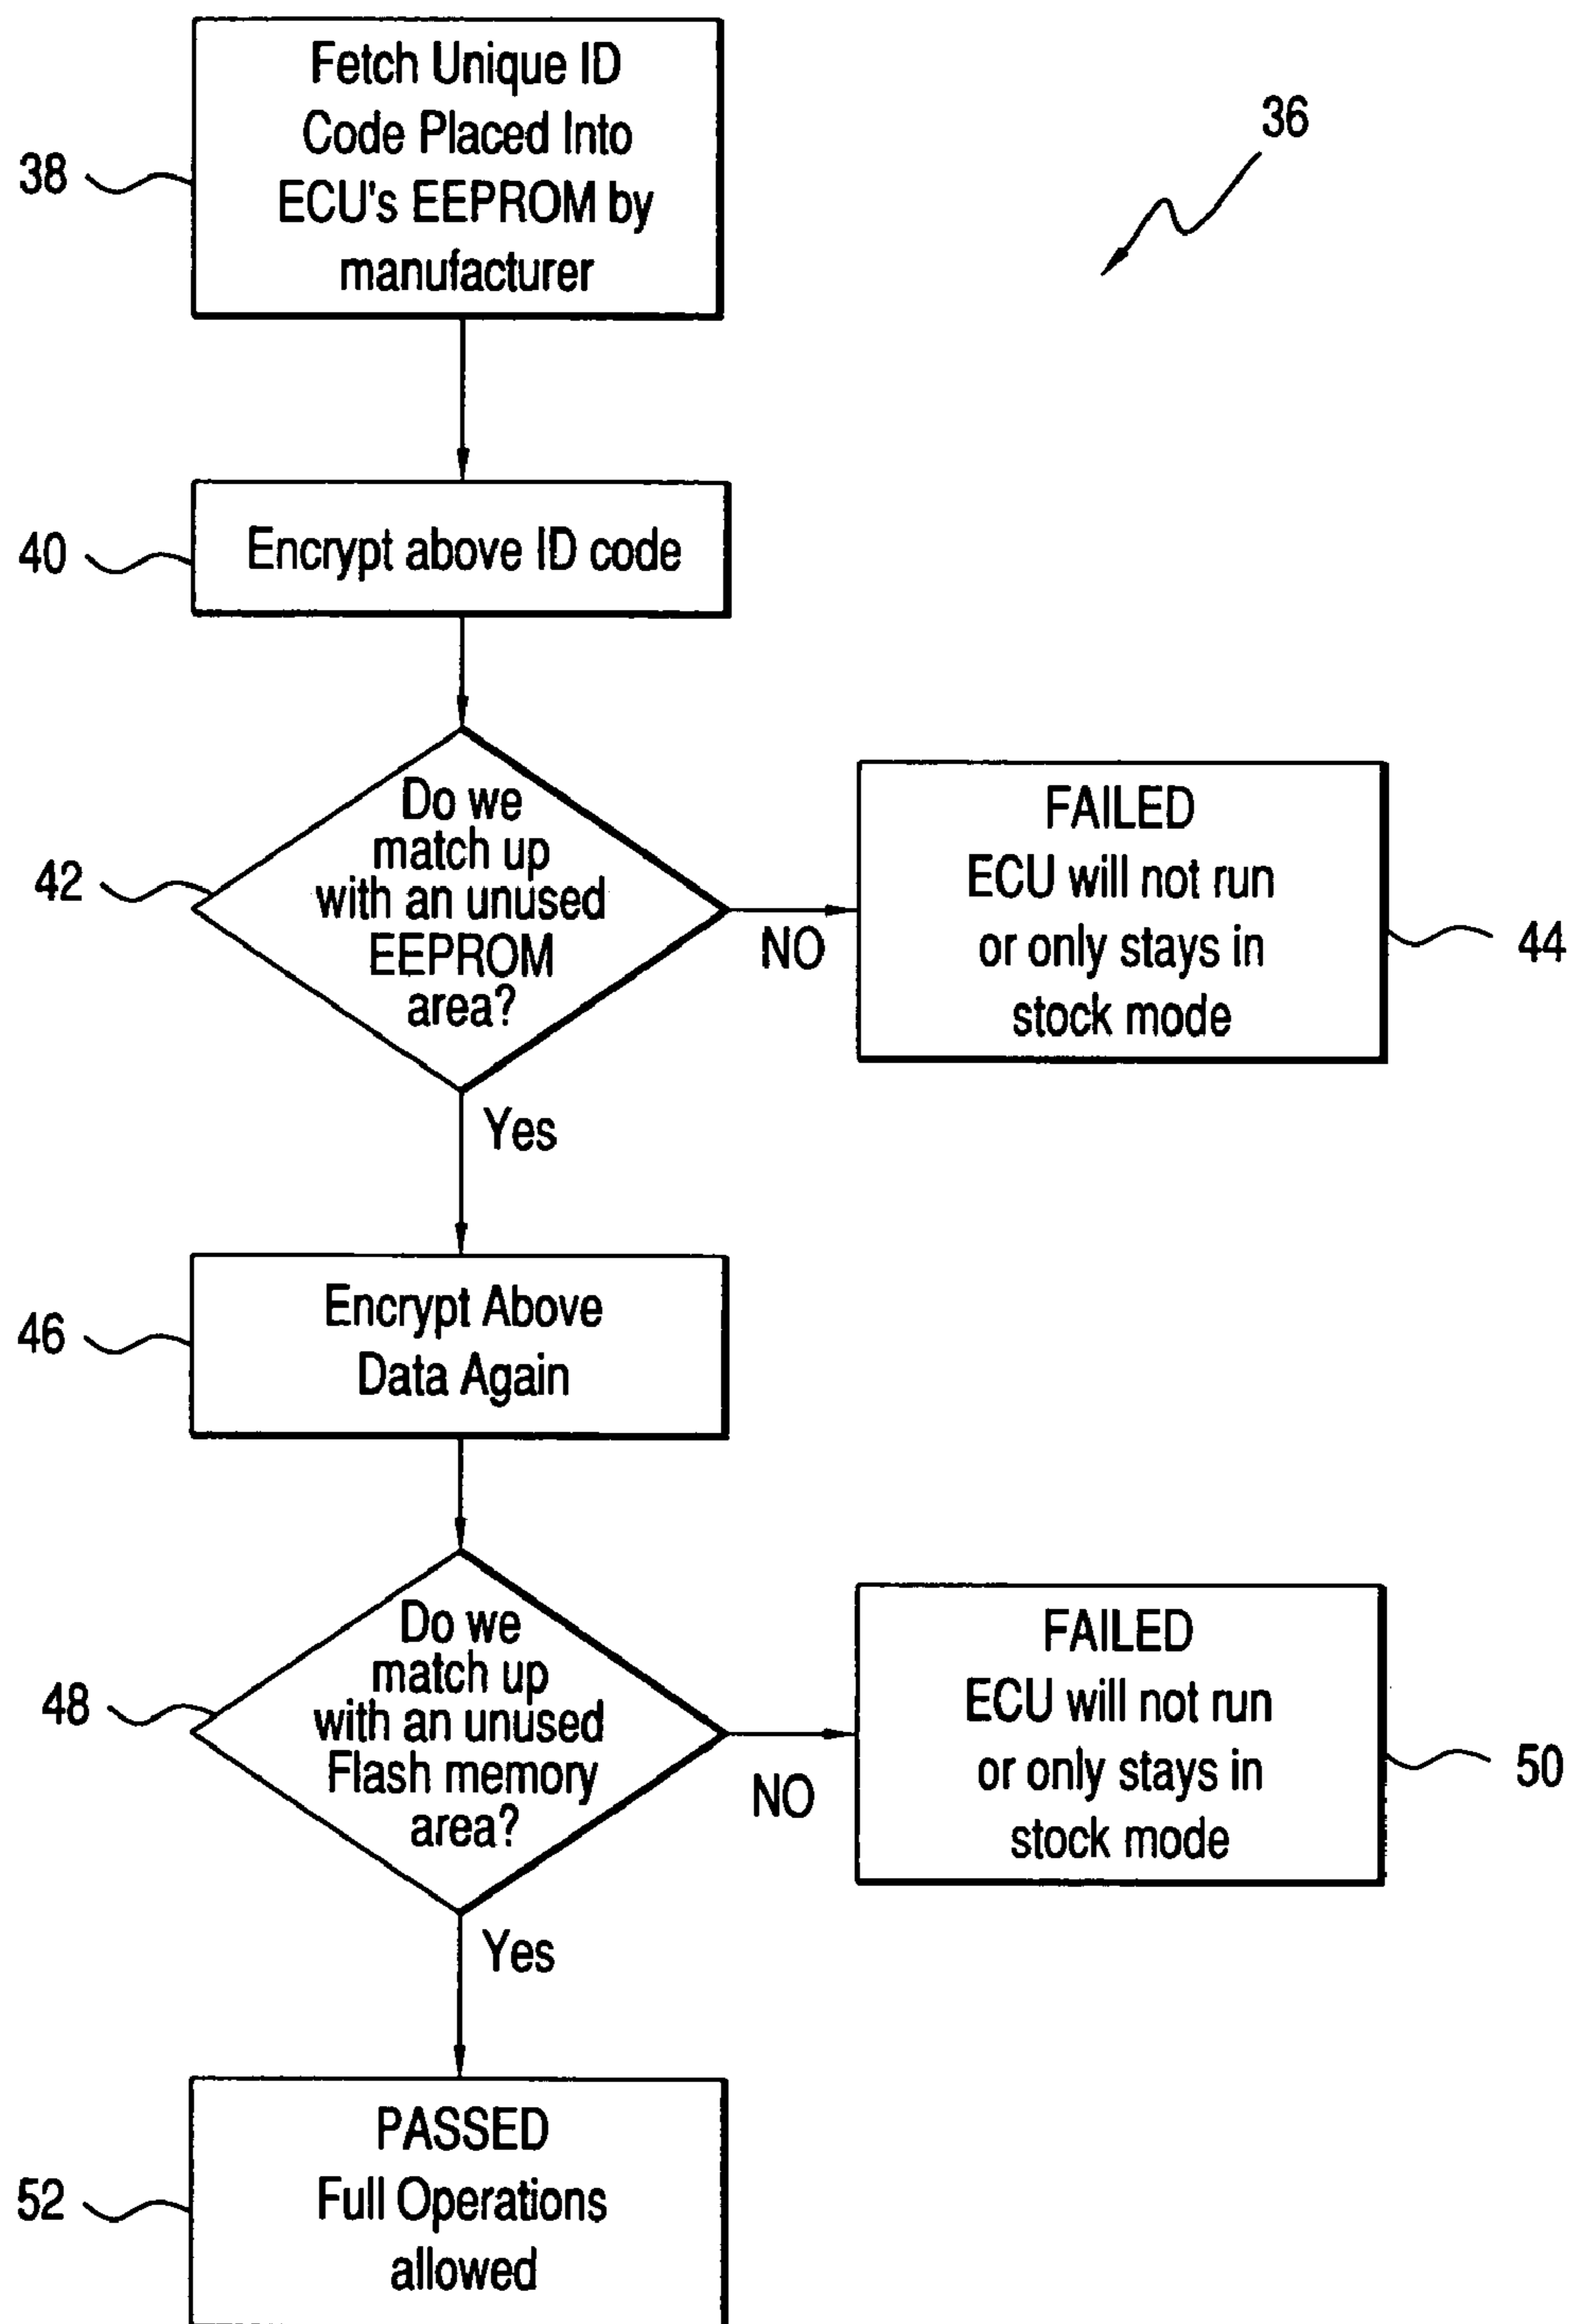 Fetch Unique ID
Code Placed Into
ECU's EEPROM by
manufacturer
36
38
Encrypt above ID code
40
Do we
match up
with an unused
EEPROM
area?
42
NO
FAILED
ECU will not run
or only stays in
stock mode
44
Yes
Encrypt Above
Data Again
46
Do we
match up
with an unused
Flash memory
area?
48
NO
FAILED
ECU will not run
or only stays in
stock mode
50
Yes
PASSED
Full Operations
allowed
52